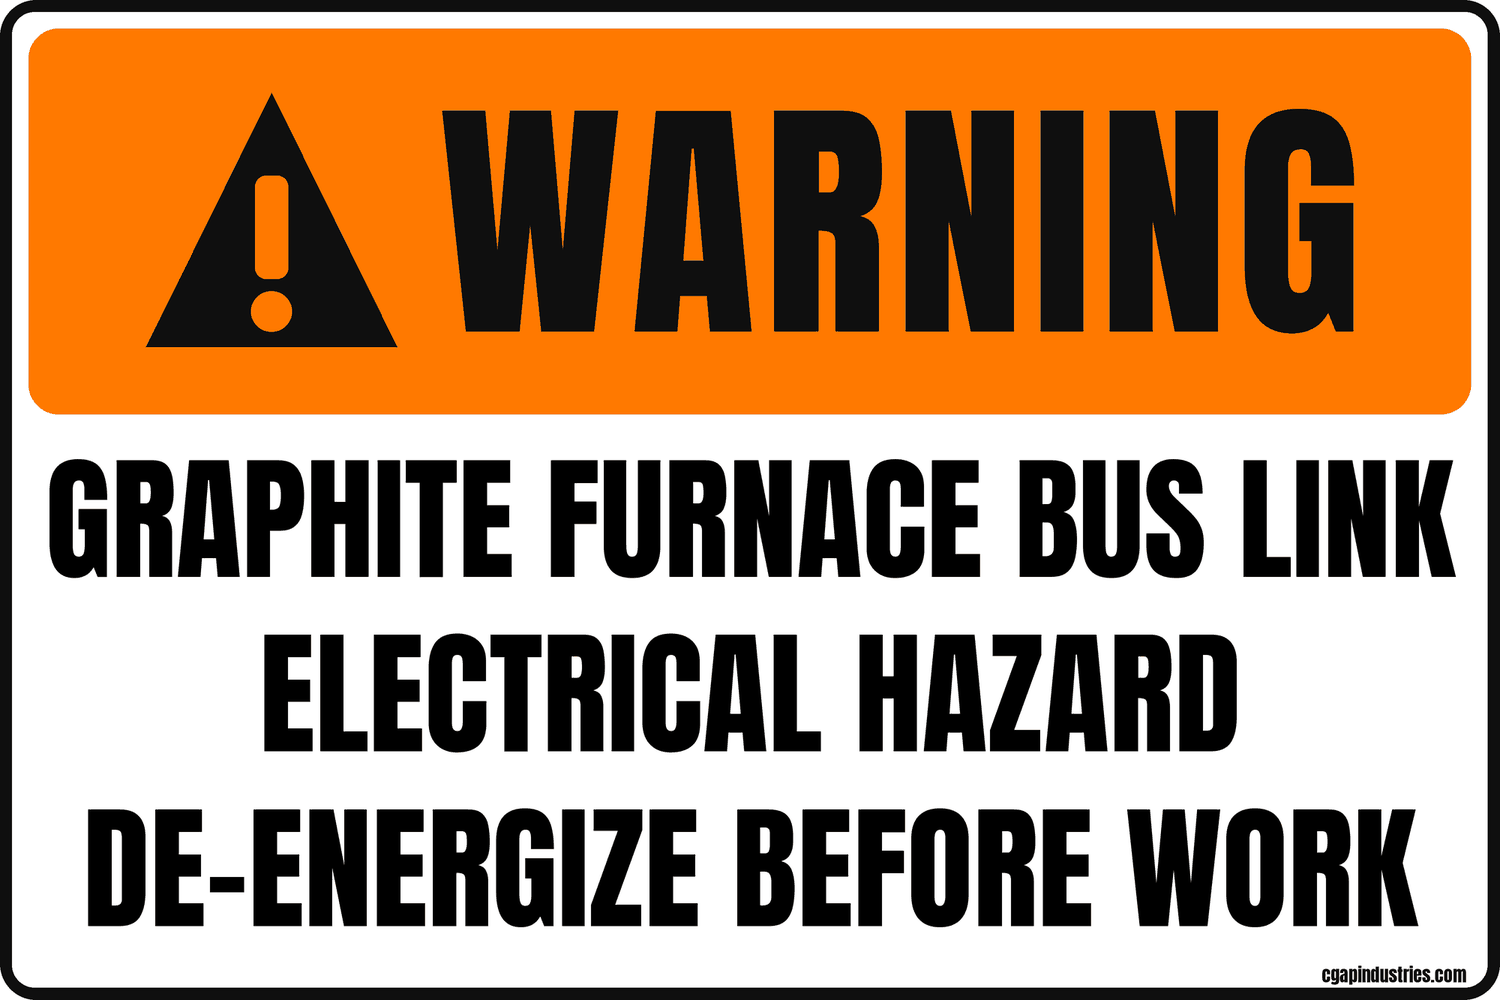 WARNING
GRAPHITE FURNACE BUS LINK
ELECTRICAL HAZARD
DE-ENERGIZE BEFORE WORK
cgapindustries.com